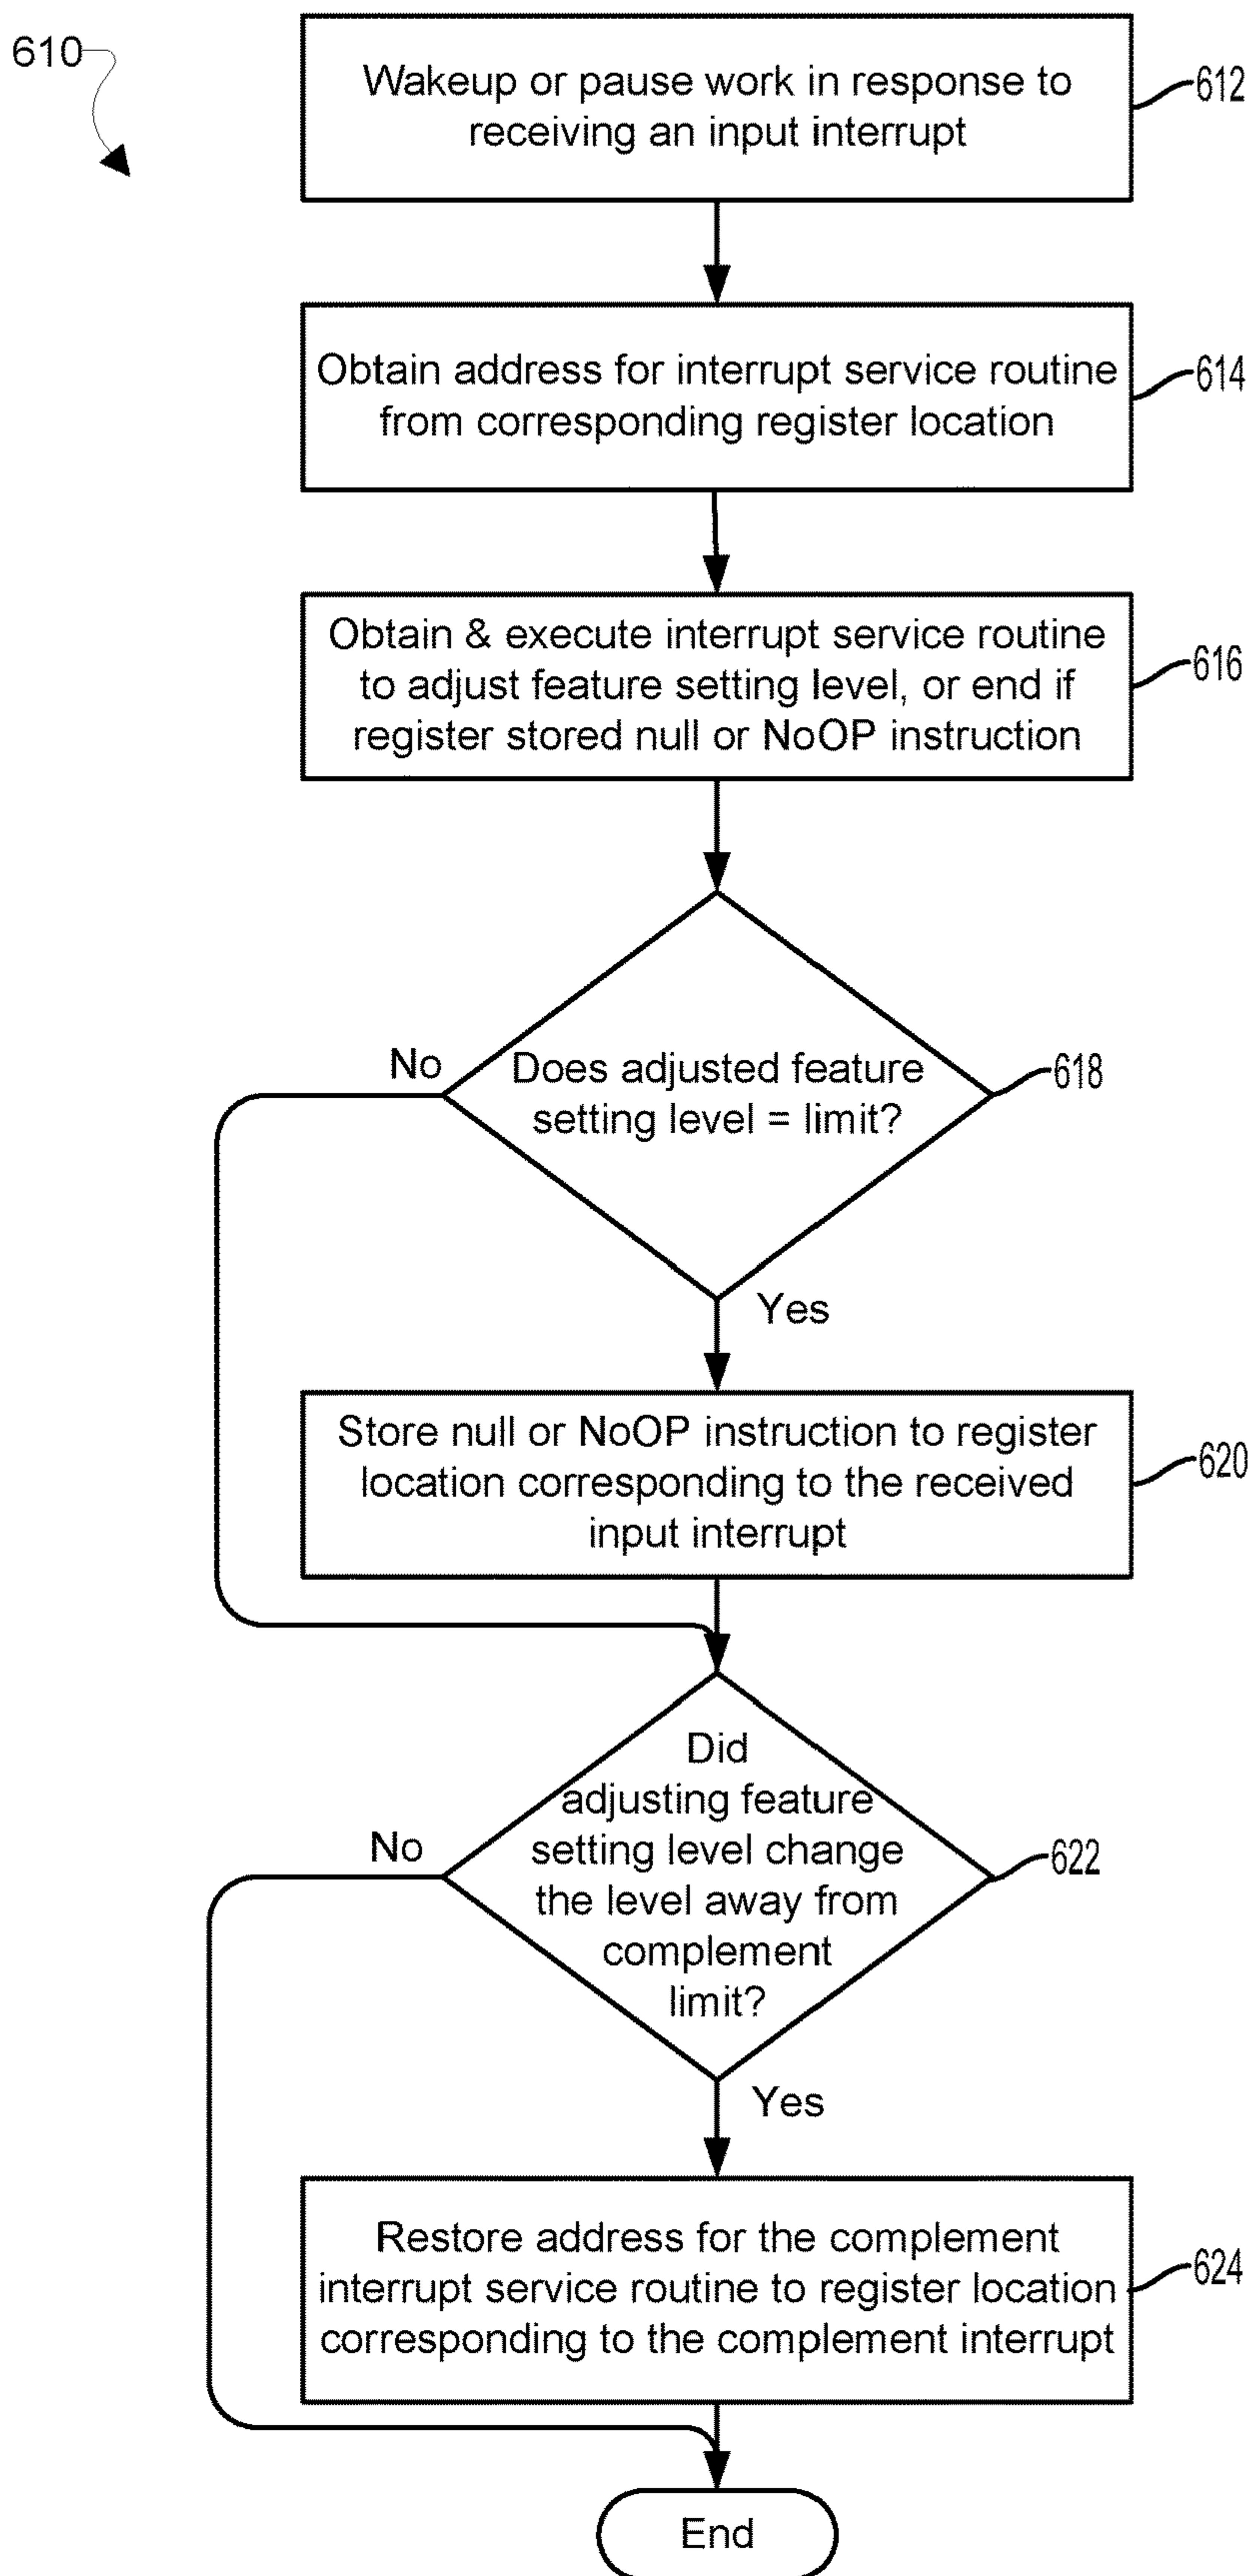 610
Wakeup or pause work in response to
receiving an input interrupt
612
Obtain address for interrupt service routine
from corresponding register location
614
Obtain & execute interrupt service routine
to adjust feature setting level, or end if
register stored null or NoOP instruction
616
No
Does adjusted feature
setting level = limit?
618
Yes
Store null or NoOP instruction to register
location corresponding to the received
input interrupt
620
Did
adjusting feature
setting level change
the level away from
complement
limit?
No
622
Yes
Restore address for the complement
interrupt service routine to register location
corresponding to the complement interrupt
624
End